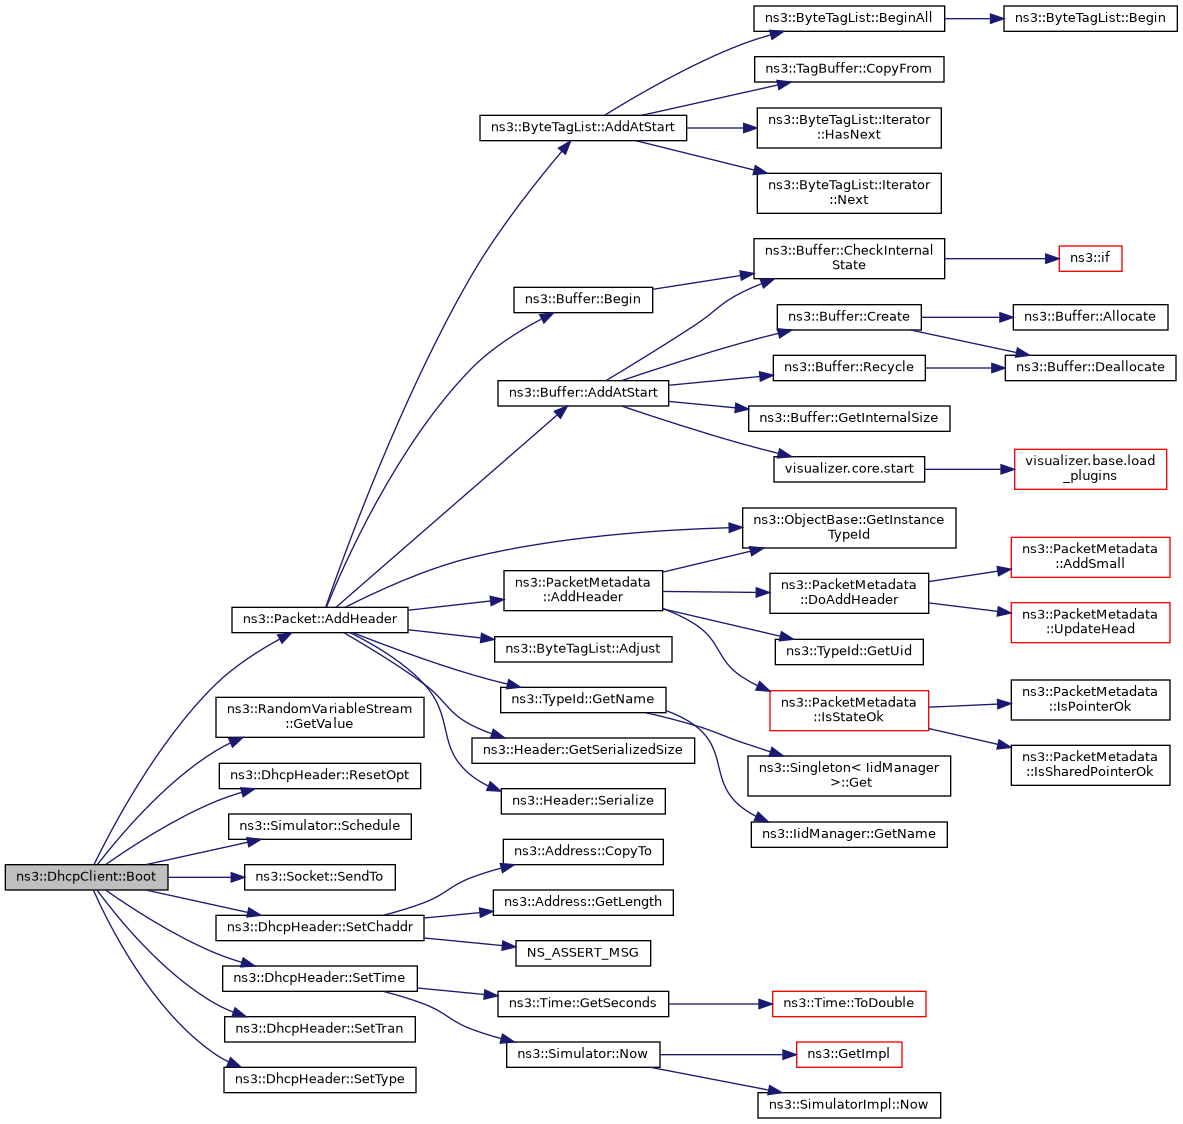 ns3::ByteTagList::BeginAll
ns3::ByteTagList::Begin
ns3::TagBuffer::CopyFrom
ns3::ByteTagList::AddAtStart
ns3::ByteTagList::Iterator
::HasNext
ns3::ByteTagList::Iterator
::Next
ns3::Buffer::CheckInternal
State
ns3::if
ns3::Buffer::Begin
ns3::Buffer::Create
ns3::Buffer::Allocate
ns3::Buffer::Recycle
ns3::Buffer::Deallocate
ns3::Buffer::AddAtStart
ns3::Buffer::GetInternalSize
visualizer.core.start
visualizer.base.load
_plugins
ns3::ObjectBase::GetInstance
TypeId
ns3::PacketMetadata
::AddSmall
ns3::PacketMetadata
::AddHeader
ns3::PacketMetadata
::DoAddHeader
ns3::PacketMetadata
::UpdateHead
ns3::Packet::AddHeader
ns3::ByteTagList::Adjust
ns3::TypeId::GetUid
ns3::TypeId::GetName
ns3::PacketMetadata
::IsStateOk
ns3::PacketMetadata
::IsPointerOk
ns3::RandomVariableStream
::GetValue
ns3::Header::GetSerializedSize
ns3::PacketMetadata
::IsSharedPointerOk
ns3::DhcpHeader::ResetOpt
ns3::Singleton< IidManager
>::Get
ns3::Header::Serialize
ns3::Simulator::Schedule
ns3::IidManager::GetName
ns3::DhcpClient::Boot
ns3::Socket::SendTo
ns3::Address::CopyTo
ns3::Address::GetLength
ns3::DhcpHeader::SetChaddr
NS_ASSERT_MSG
ns3::DhcpHeader::SetTime
ns3::Time::GetSeconds
ns3::Time::ToDouble
ns3::DhcpHeader::SetTran
ns3::Simulator::Now
ns3::GetImpl
ns3::DhcpHeader::SetType
ns3::SimulatorImpl::Now